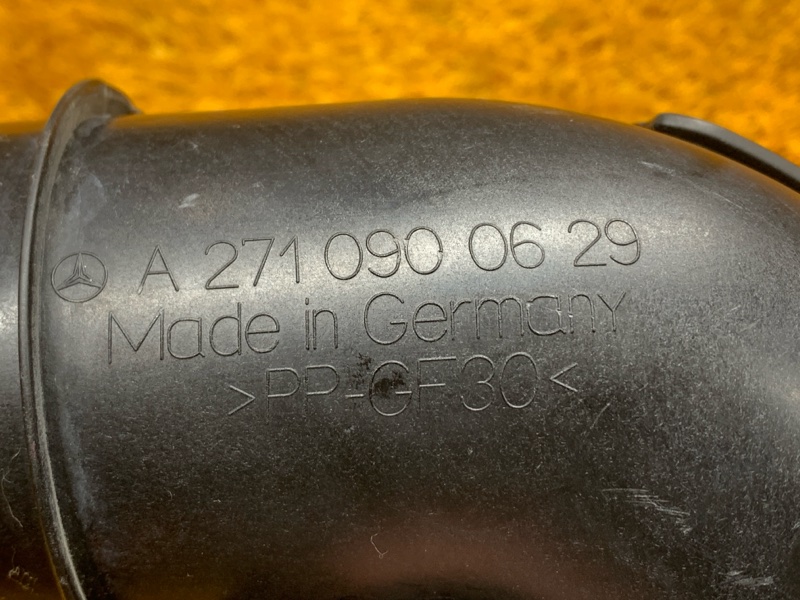 A 271 090 06 29
Made in Germany
>PP-GF30<